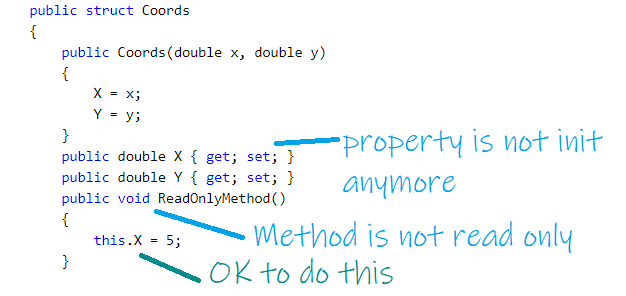 public struct Coords
{
public Coords(double x, double y)
{
X = x;
Y = y;
}
public double X { get; set; }
property is not init
anymore
public double Y { get; set; }
public void ReadOnlyMethod()
Method is not read only
{
this.X = 5;
OK to do this
}